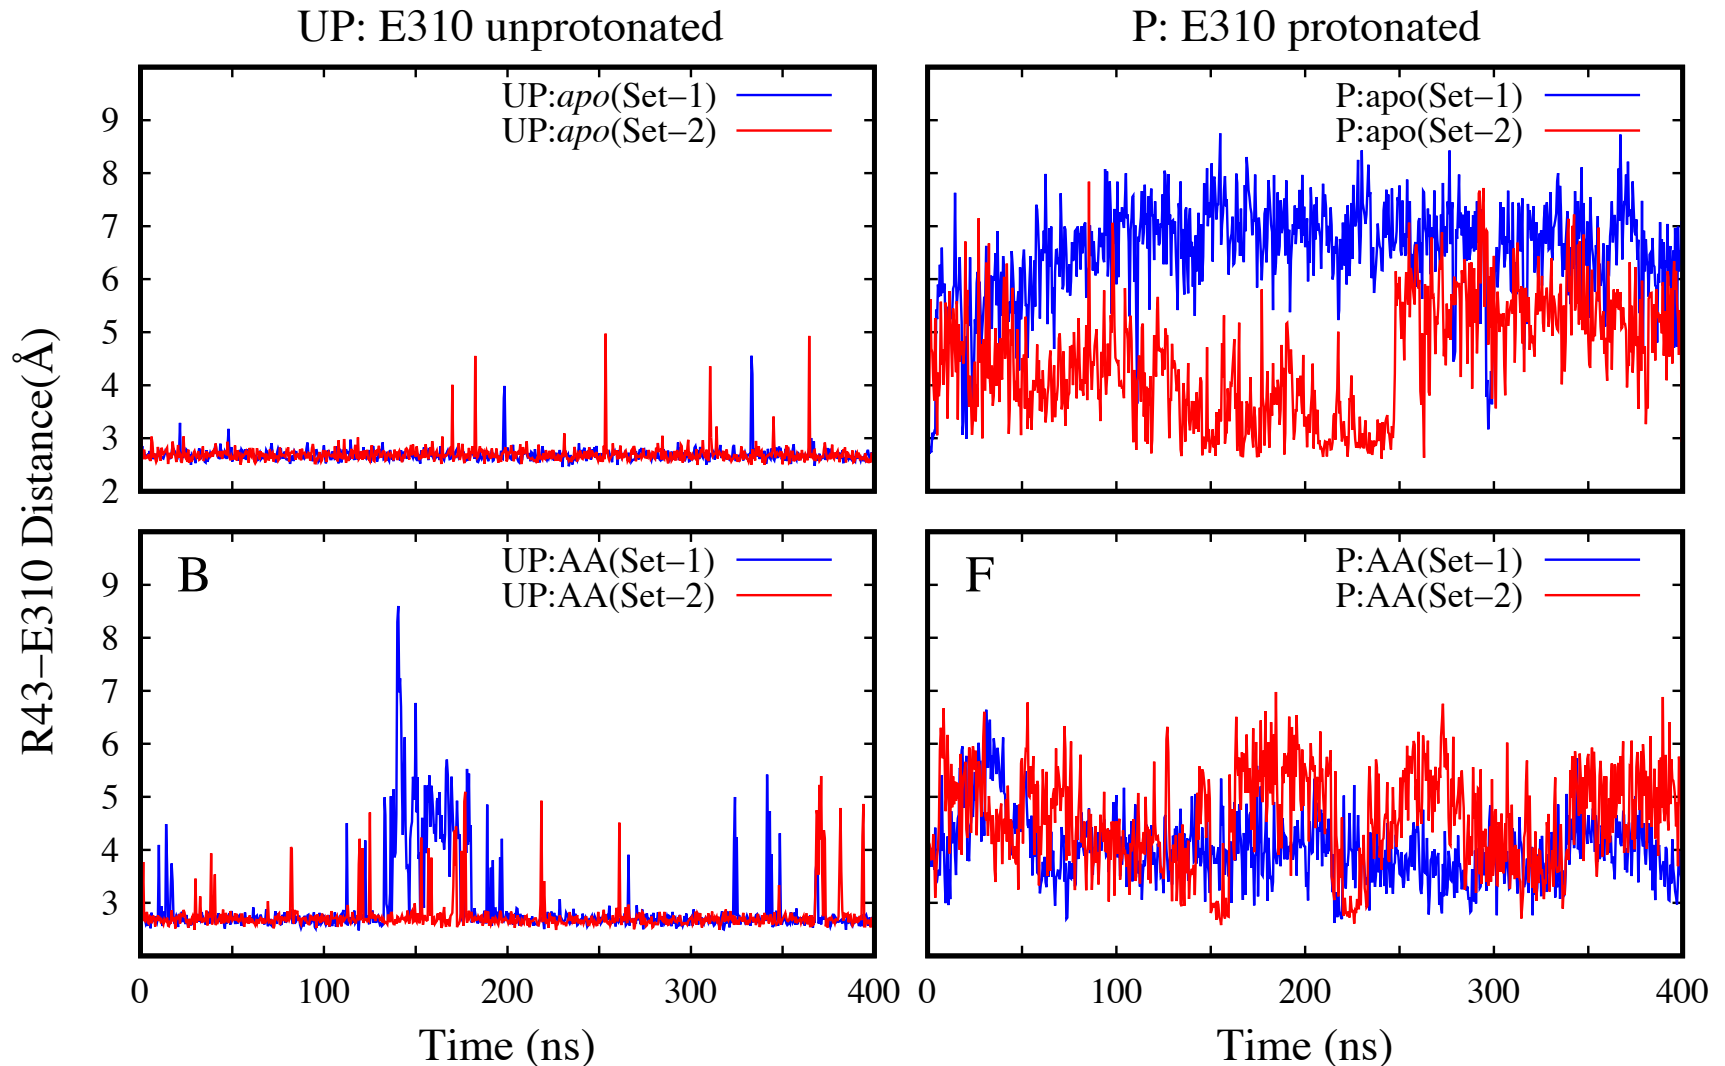 UP: E310 unprotonated
P: E310 protonated
R43–E310 Distance(Å)
UP:apo(Set–1)
UP:apo(Set–2)
9
8
7
6
5
4
3
2
P:apo(Set–1)
P:apo(Set–2)
B
UP:AA(Set–1)
UP:AA(Set–2)
9
8
7
6
5
4
3
0 100 200 300 400
Time (ns)
F
P:AA(Set–1)
P:AA(Set–2)
0 100 200 300 400
Time (ns)